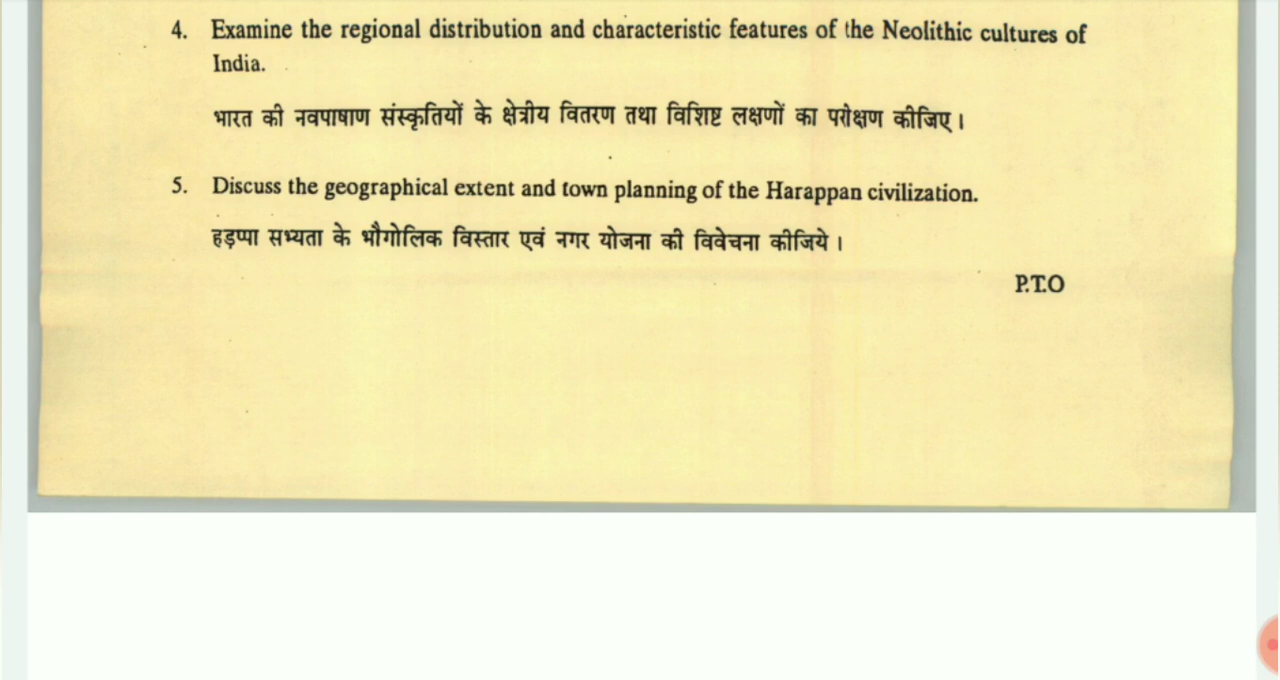 4. Examine the regional distribution and characteristic features of the Neolithic cultures of
India.
भारत की नवपाषाण संस्कृतियों के क्षेत्रीय वितरण तथा विशिष्ट लक्षणों का परीक्षण कीजिए।
5. Discuss the geographical extent and town planning of the Harappan civilization.
हड़प्पा सभ्यता के भौगोलिक विस्तार एवं नगर योजना की विवेचना कीजिये।
P.T.O